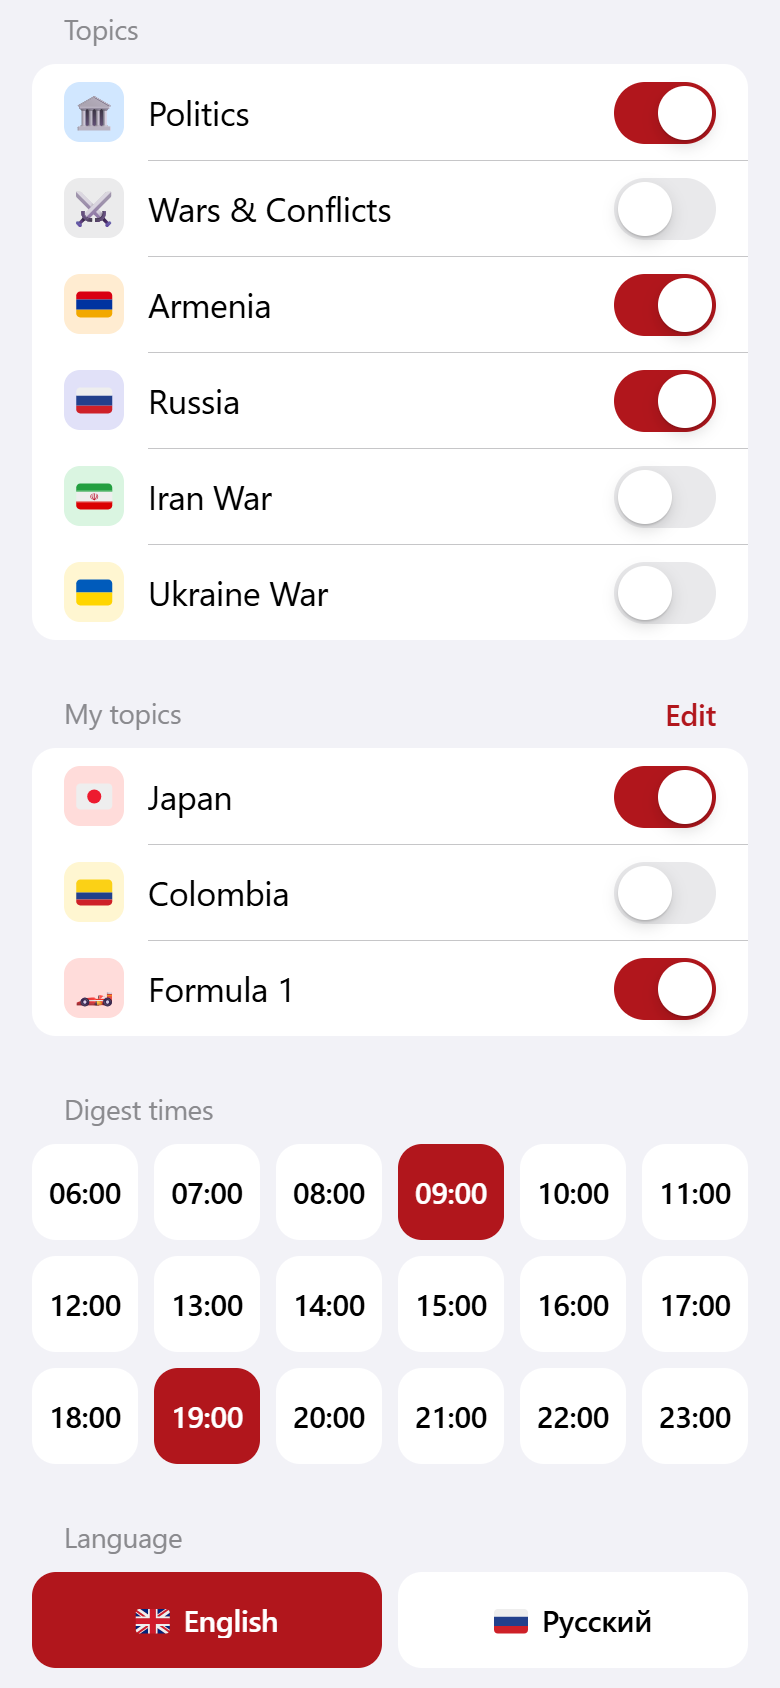 Topics
Politics
Wars & Conflicts
Armenia
Russia
Iran War
Ukraine War
My topics Edit
Japan
Colombia
Formula 1
Digest times
06:00 07:00 08:00 09:00 10:00 11:00
12:00 13:00 14:00 15:00 16:00 17:00
18:00 19:00 20:00 21:00 22:00 23:00
Language
English Русский